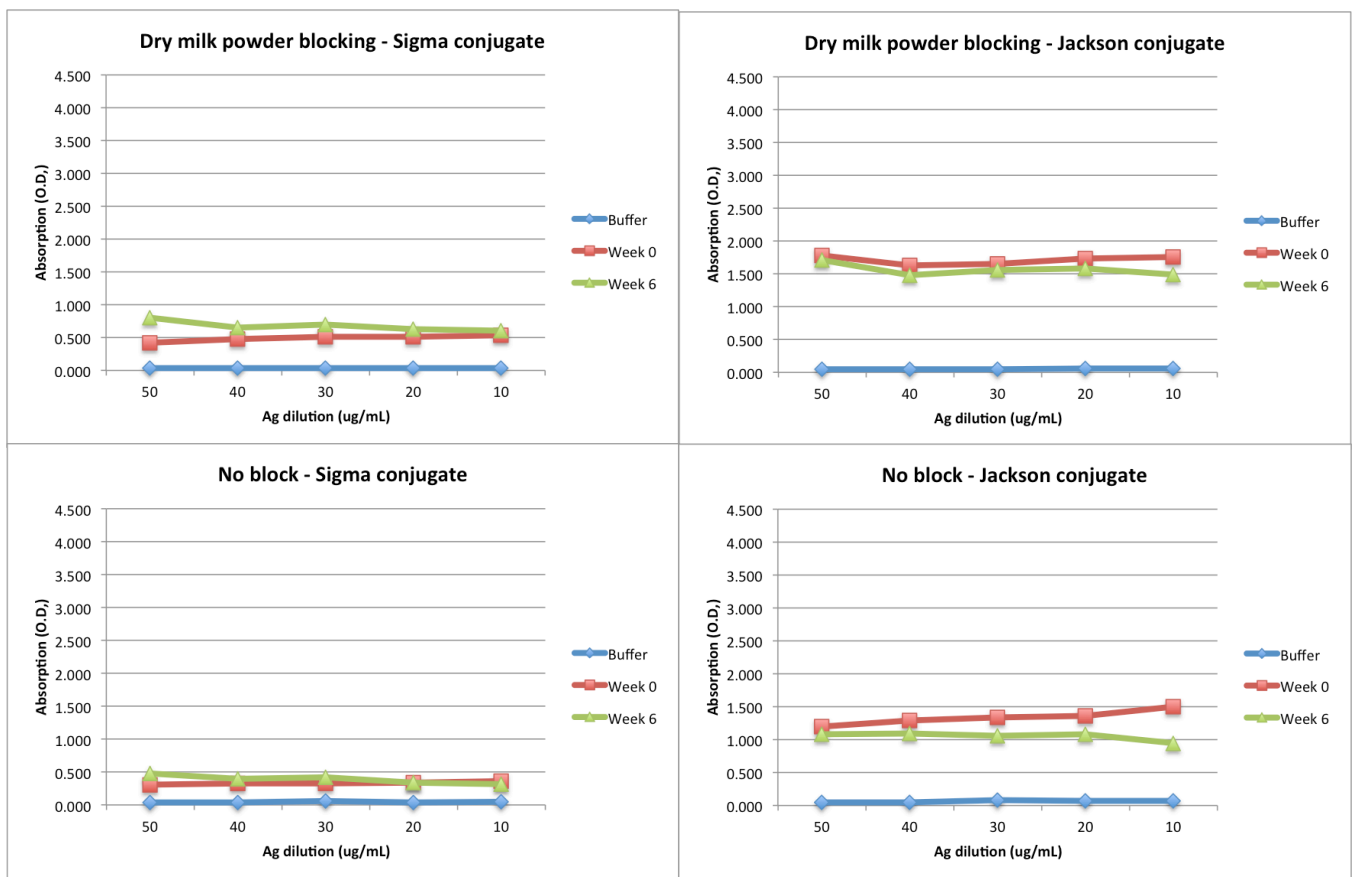 Dry milk powder blocking - Sigma conjugate
4.500
4.000
3.500
3.000
2.500
2.000
1.500
1.000
0.500
0.000
Absorption (O.D,)
50 40 30 20 10
Ag dilution (ug/mL)
Buffer
Week 0
Week 6
Dry milk powder blocking - Jackson conjugate
4.500
4.000
3.500
3.000
2.500
2.000
1.500
1.000
0.500
0.000
Absorption (O.D,)
50 40 30 20 10
Ag dilution (ug/mL)
Buffer
Week 0
Week 6
No block - Sigma conjugate
4.500
4.000
3.500
3.000
2.500
2.000
1.500
1.000
0.500
0.000
Absorption (O.D,)
50 40 30 20 10
Ag dilution (ug/mL)
Buffer
Week 0
Week 6
No block - Jackson conjugate
4.500
4.000
3.500
3.000
2.500
2.000
1.500
1.000
0.500
0.000
Absorption (O.D,)
50 40 30 20 10
Ag dilution (ug/mL)
Buffer
Week 0
Week 6